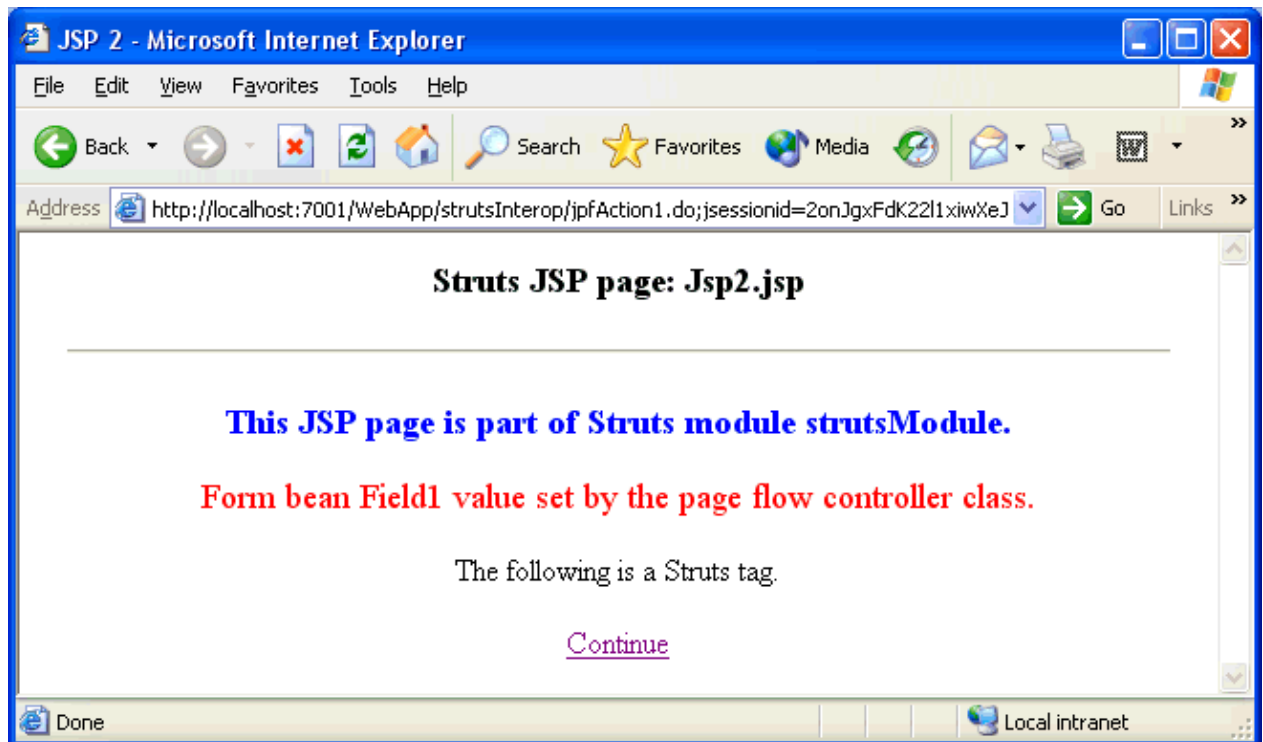 JSP 2 - Microsoft Internet Explorer
File Edit View Favorites Tools Help
Back Search Favorites Media W »
Address http://localhost:7001/WebApp/strutsInterop/jpfAction1.do;jsessionid=2onJgxFdK22l1xiwXeJ Go Links »
Struts JSP page: Jsp2.jsp
This JSP page is part of Struts module strutsModule.
Form bean Field1 value set by the page flow controller class.
The following is a Struts tag.
Continue
Done Local intranet